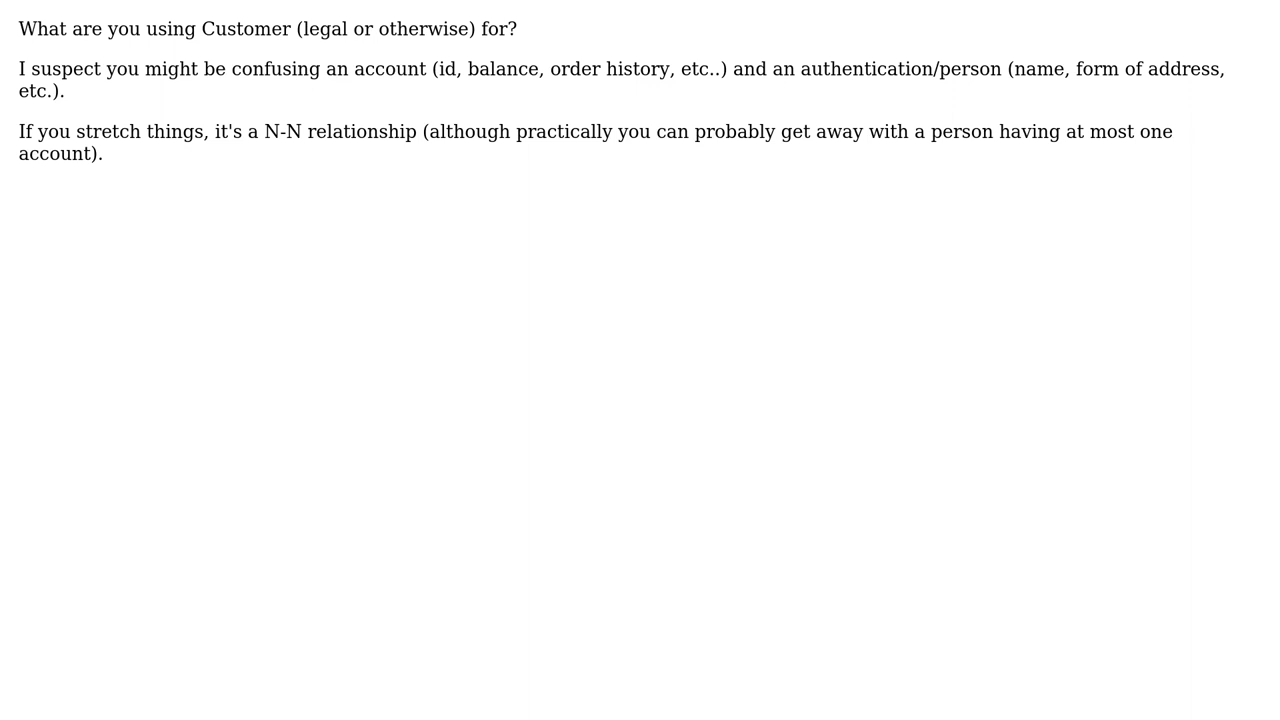 What are you using Customer (legal or otherwise) for?
I suspect you might be confusing an account (id, balance, order history, etc..) and an authentication/person (name, form of address,
etc.).
If you stretch things, it's a N-N relationship (although practically you can probably get away with a person having at most one
account).